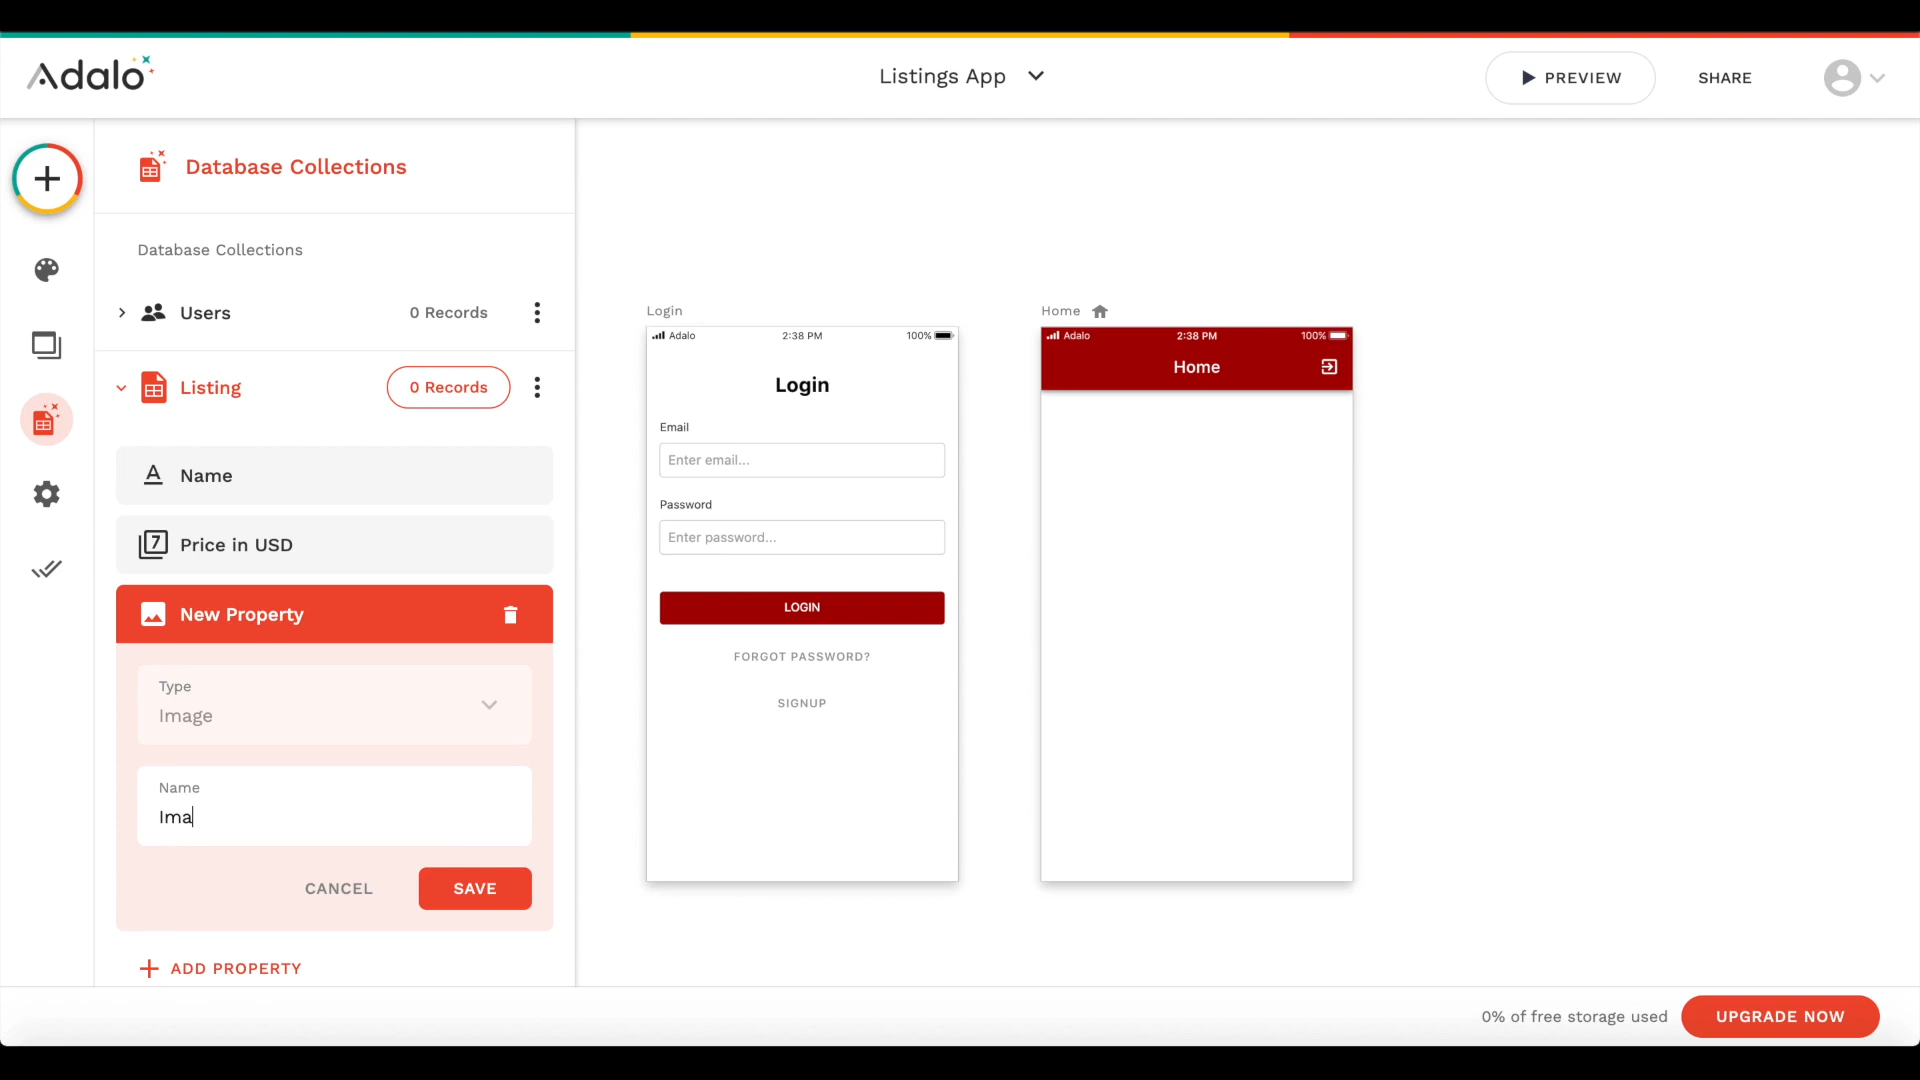 Adalo
Listings App
PREVIEW
SHARE
Database Collections
Database Collections
Users
0 Records
Listing
0 Records
Name
7
Price in USD
New Property
Type
Image
Name
Ima
CANCEL
SAVE
ADD PROPERTY
Login
Adalo
2:38 PM
100%
Login
Email
Enter email...
Password
Enter password...
LOGIN
FORGOT PASSWORD?
SIGNUP
Home
Adalo
2:38 PM
100%
Home
0% of free storage used
UPGRADE NOW